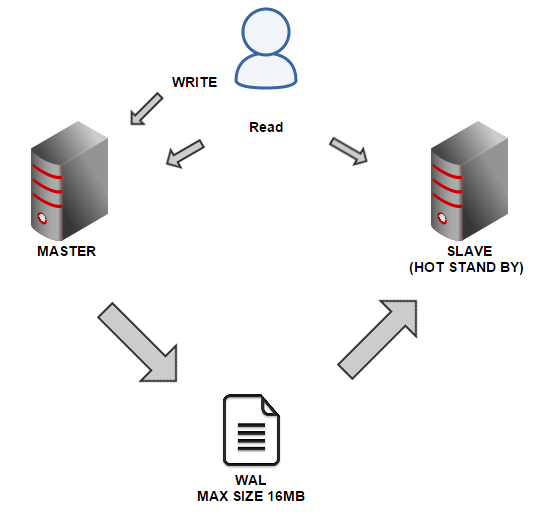 WRITE
Read
MASTER
SLAVE
(HOT STAND BY)
WAL
MAX SIZE 16MB